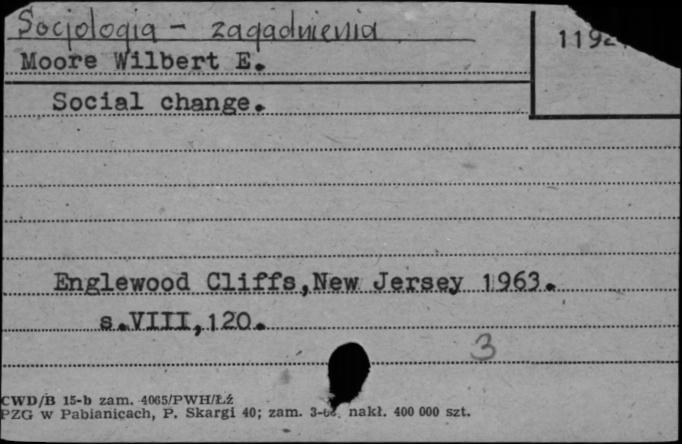 Socjologia - zagadnienia
Moore Wilbert E.
Social change.
Englewood Cliffs,New Jersey 1963.
s.VIII,120.
3
CWD/B 15-b zam. 4065/PWH/Łź
PZG w Pabianicach, P. Skargi 40; zam. nakł. 400 000 szt.